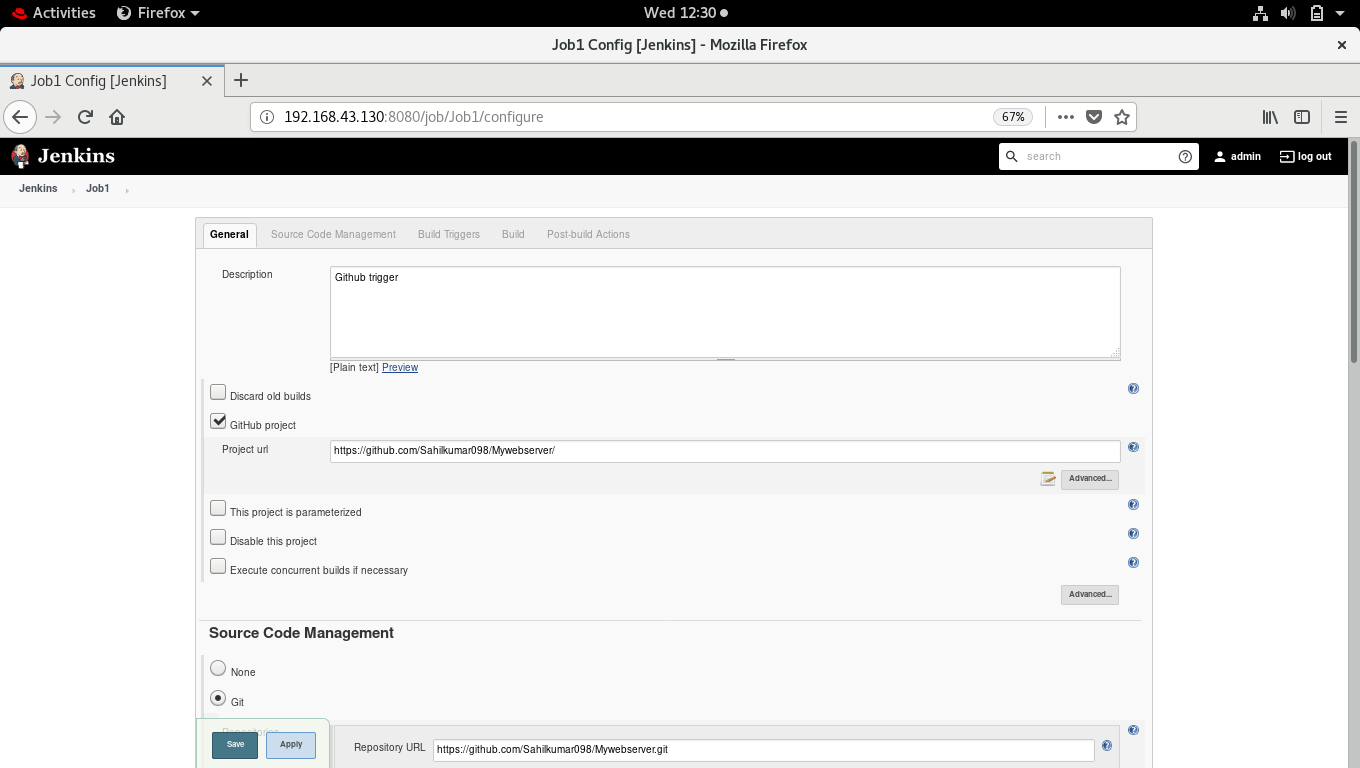 Activities Firefox Wed 12:30
Job1 Config [Jenkins] - Mozilla Firefox
Job1 Config [Jenkins]
192.168.43.130:8080/job/Job1/configure 67%
Jenkins search admin log out
Jenkins Job1
General Source Code Management Build Triggers Build Post-build Actions
Description Github trigger
[Plain text] Preview
Discard old builds
GitHub project
Project url https://github.com/Sahilkumar098/Mywebserver/
Advanced...
This project is parameterized
Disable this project
Execute concurrent builds if necessary
Advanced...
Source Code Management
None
Git
Repositories
Save Apply Repository URL https://github.com/Sahilkumar098/Mywebserver.git